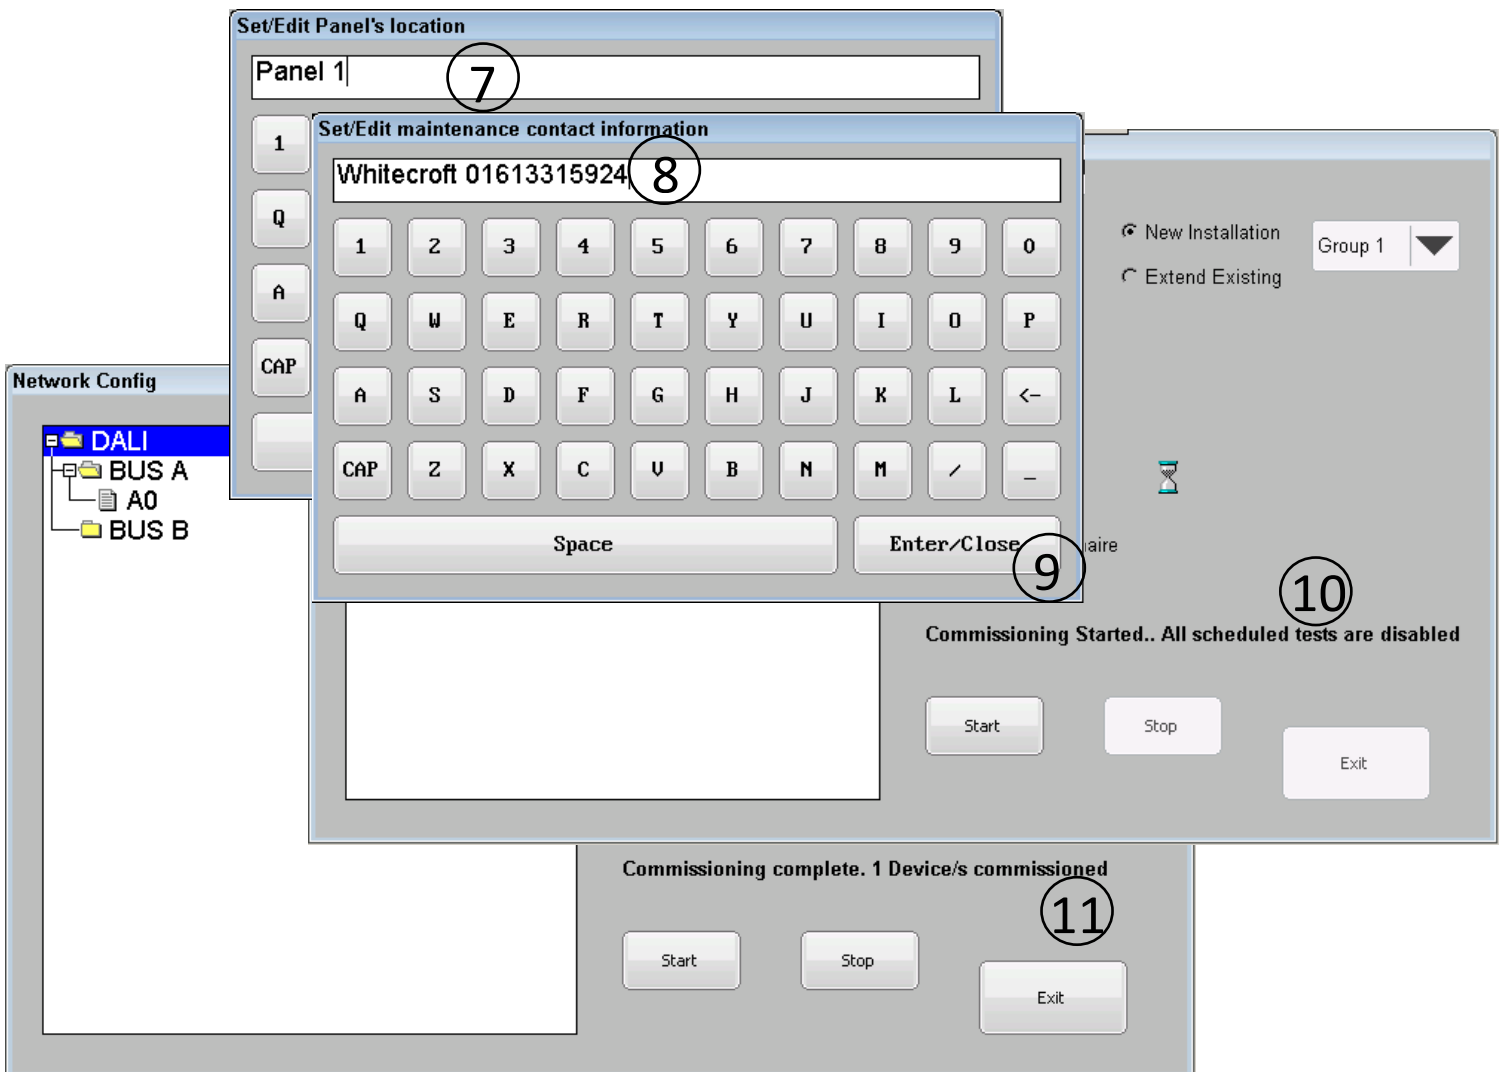 Set/Edit Panel's location
Panel 1
7
1
Q
A
CAP
Set/Edit maintenance contact information
Whitecroft 01613315924
8
1 2 3 4 5 6 7 8 9 0
Q W E R T Y U I O P
A S D F G H J K L <-
CAP Z X C V B N M / _
Space Enter/Close
9
New Installation
Group 1
Extend Existing
naire
10
Commissioning Started.. All scheduled tests are disabled
Start Stop
Exit
Network Config
DALI
BUS A
A0
BUS B
Commissioning complete. 1 Device/s commissioned
11
Start Stop
Exit